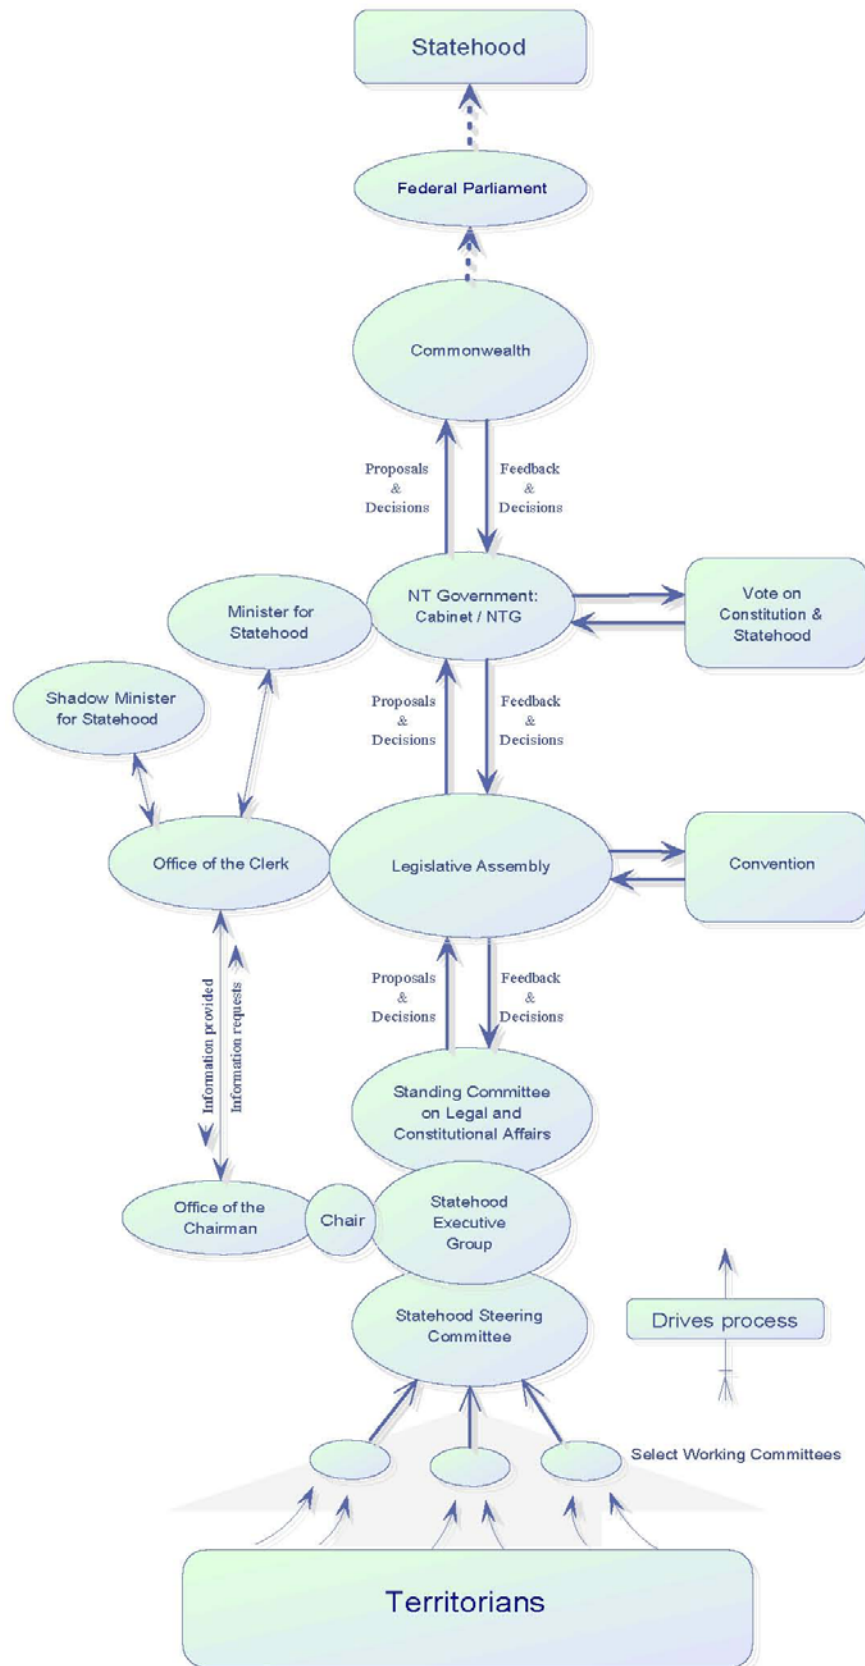 Statehood
Federal Parliament
Commonwealth
Proposals
&
Decisions
Feedback
&
Decisions
Minister for
Statehood
NT Government:
Cabinet / NTG
Vote on
Constitution &
Statehood
Shadow Minister
for Statehood
Proposals
&
Decisions
Feedback
&
Decisions
Office of the Clerk
Legislative Assembly
Convention
Information provided
Information requests
Proposals
&
Decisions
Feedback
&
Decisions
Standing Committee
on Legal and
Constitutional Affairs
Office of the
Chairman
Chair
Statehood
Executive
Group
Statehood Steering
Committee
Drives process
Select Working Committees
Territorians